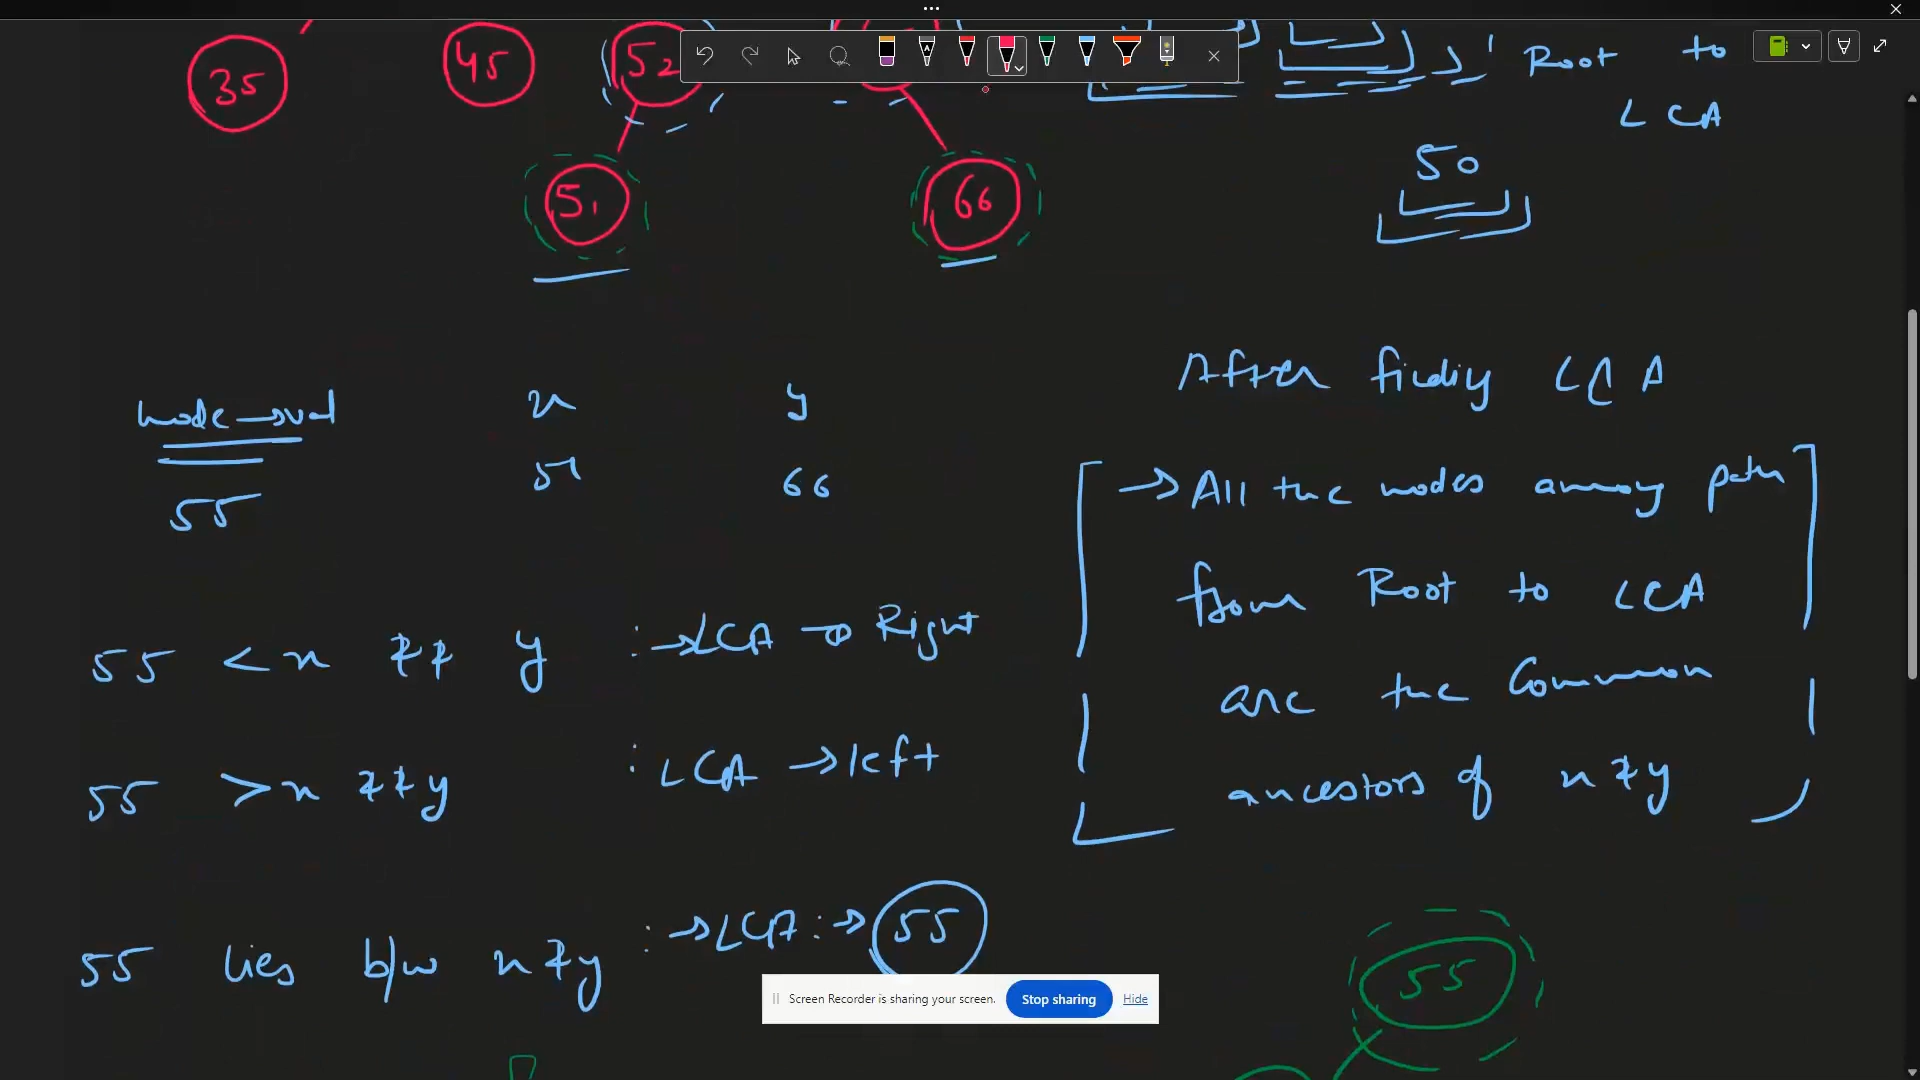 35
45
52
Root to
LCA
50
51
66
node->val
x
y
55
51
66
After finding LCA
->All the nodes among path
from Root to LCA
are the Common
ancestors of x & y
55 < x && y :->LCA -> Right
55 > x && y : LCA -> left
55 lies b/w x & y :->LCA :-> 55
55
Screen Recorder is sharing your screen.
Stop sharing
Hide